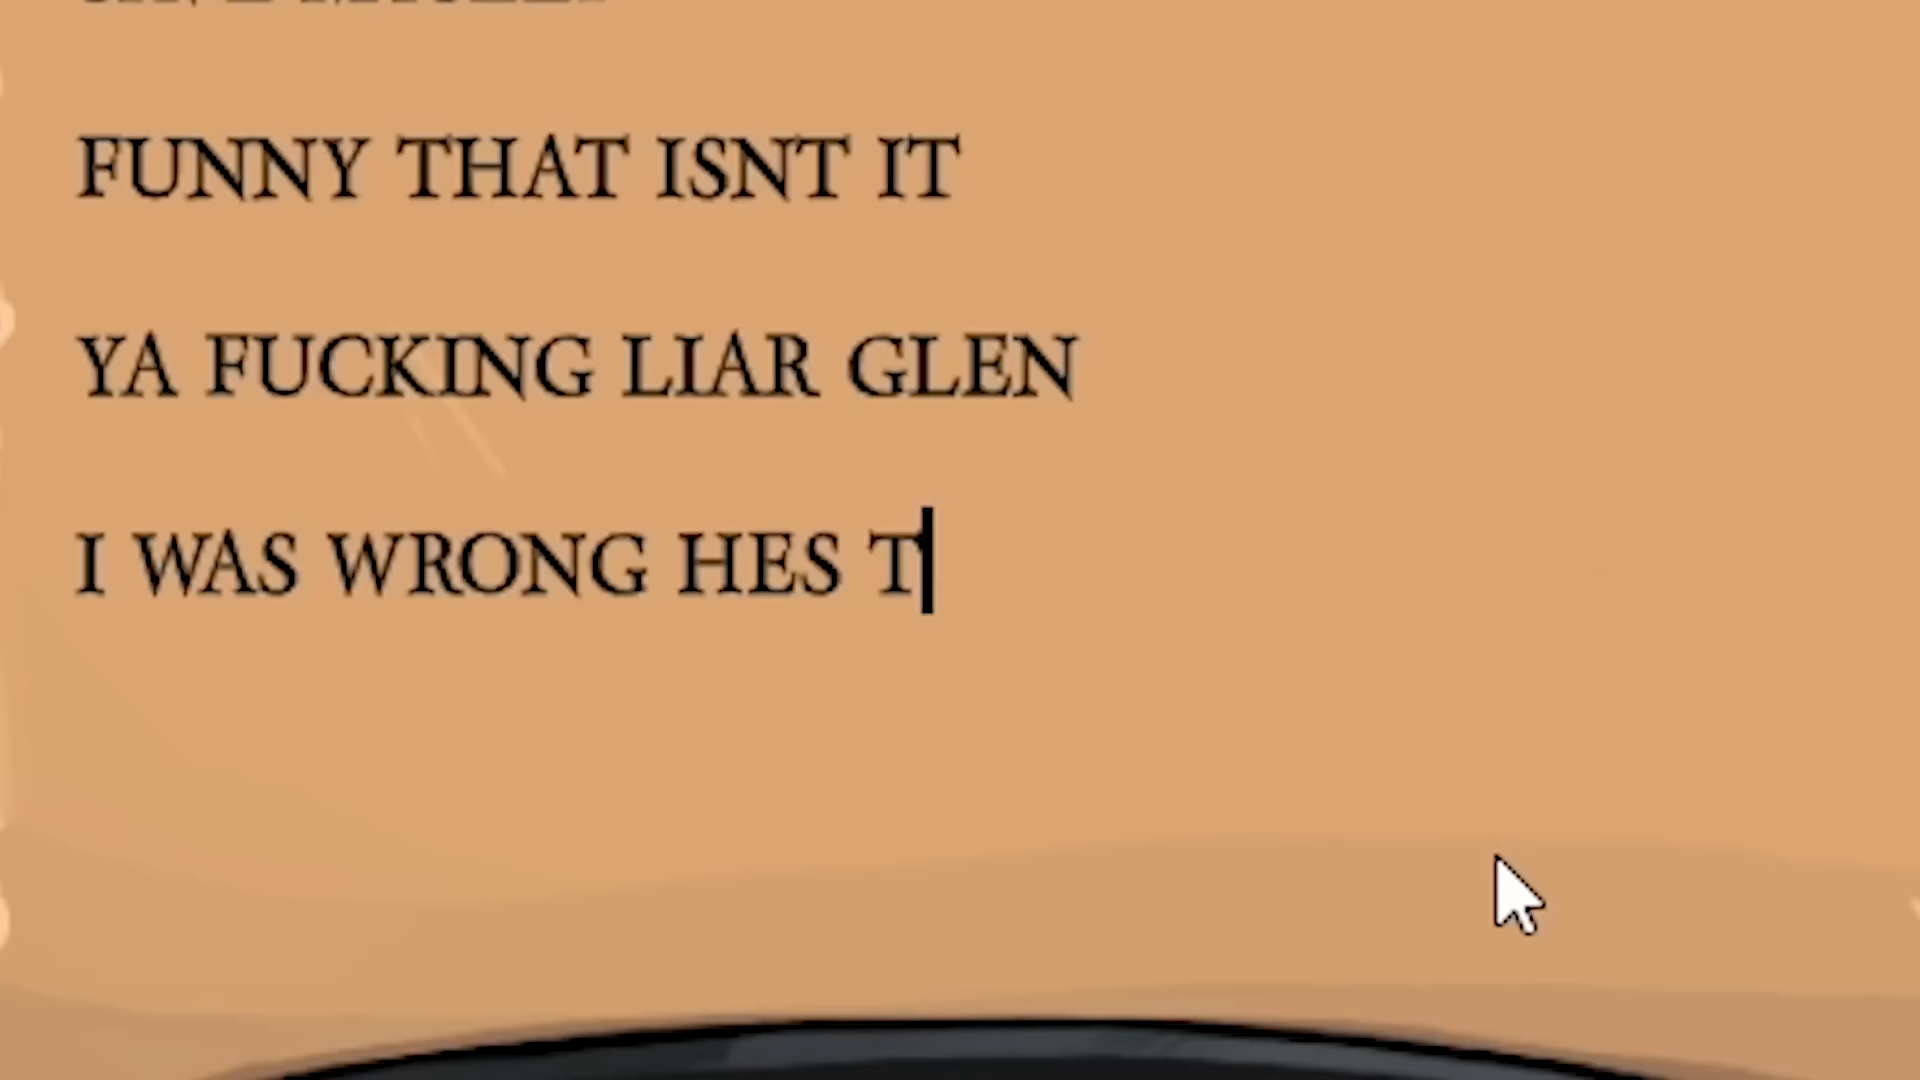 FUNNY THAT ISNT IT
YA FUCKING LIAR GLEN
I WAS WRONG HES T